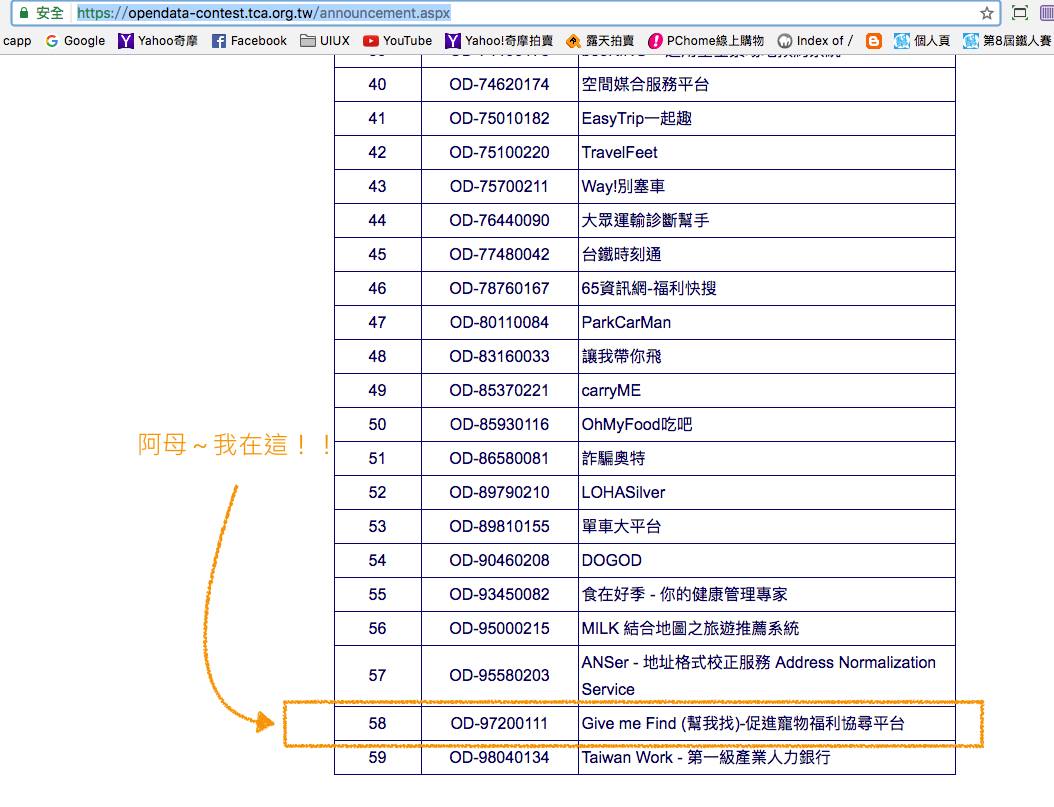 安全 https://opendata-contest.tca.org.tw/announcement.aspx
capp Google Yahoo奇摩 Facebook UIUX YouTube Yahoo!奇摩拍賣 露天拍賣 PChome線上購物 Index of / 個人頁 第8屆鐵人賽
40 OD-74620174 空間媒合服務平台
41 OD-75010182 EasyTrip一起趣
42 OD-75100220 TravelFeet
43 OD-75700211 Way!別塞車
44 OD-76440090 大眾運輸診斷幫手
45 OD-77480042 台鐵時刻通
46 OD-78760167 65資訊網-福利快搜
47 OD-80110084 ParkCarMan
48 OD-83160033 讓我帶你飛
49 OD-85370221 carryME
50 OD-85930116 OhMyFood吃吧
阿母~我在這！！
51 OD-86580081 詐騙奧特
52 OD-89790210 LOHASilver
53 OD-89810155 單車大平台
54 OD-90460208 DOGOD
55 OD-93450082 食在好季 - 你的健康管理專家
56 OD-95000215 MILK 結合地圖之旅遊推薦系統
57 OD-95580203 ANSer - 地址格式校正服務 Address Normalization
Service
58 OD-97200111 Give me Find (幫我找)-促進寵物福利協尋平台
59 OD-98040134 Taiwan Work - 第一級產業人力銀行